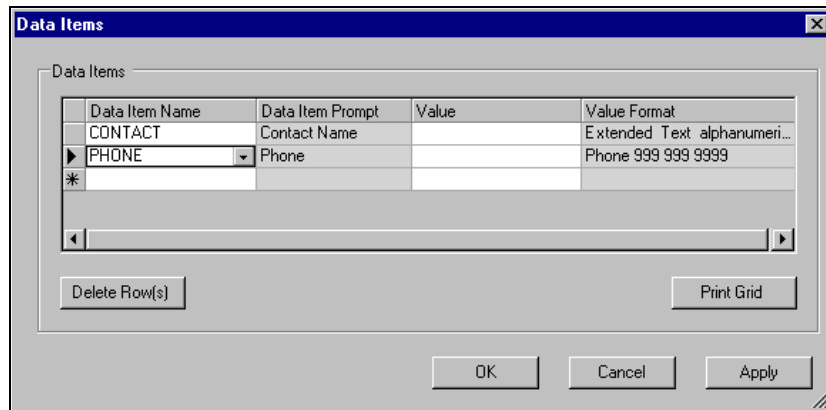 Data Items
Data Items
Data Item Name Data Item Prompt Value Value Format
CONTACT Contact Name Extended Text alphanumeri...
PHONE Phone Phone 999 999 9999
Delete Row(s) Print Grid
OK Cancel Apply